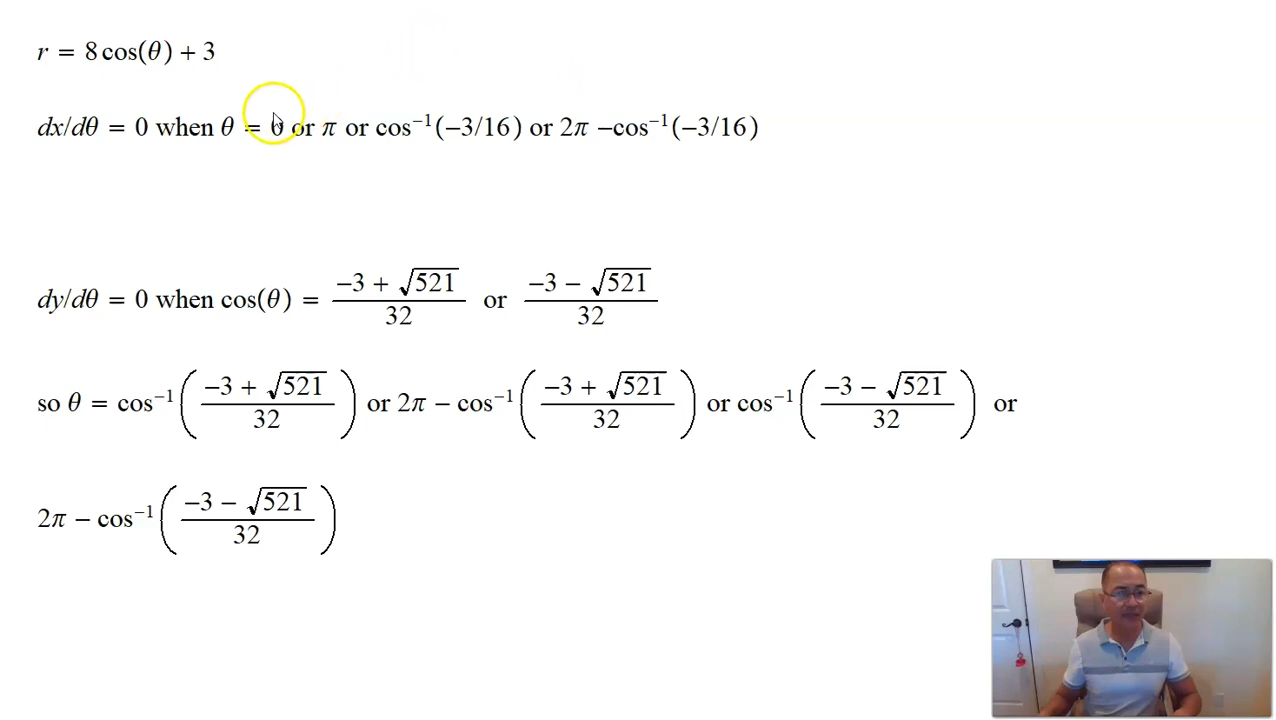 r = 8 cos(θ) + 3
dx/dθ = 0 when θ = 0 or π or cos⁻¹(−3/16) or 2π −cos⁻¹(−3/16)
dy/dθ = 0 when cos(θ) = (−3 + √521)/32 or (−3 − √521)/32
so θ = cos⁻¹((−3 + √521)/32) or 2π − cos⁻¹((−3 + √521)/32) or cos⁻¹((−3 − √521)/32) or
2π − cos⁻¹((−3 − √521)/32)